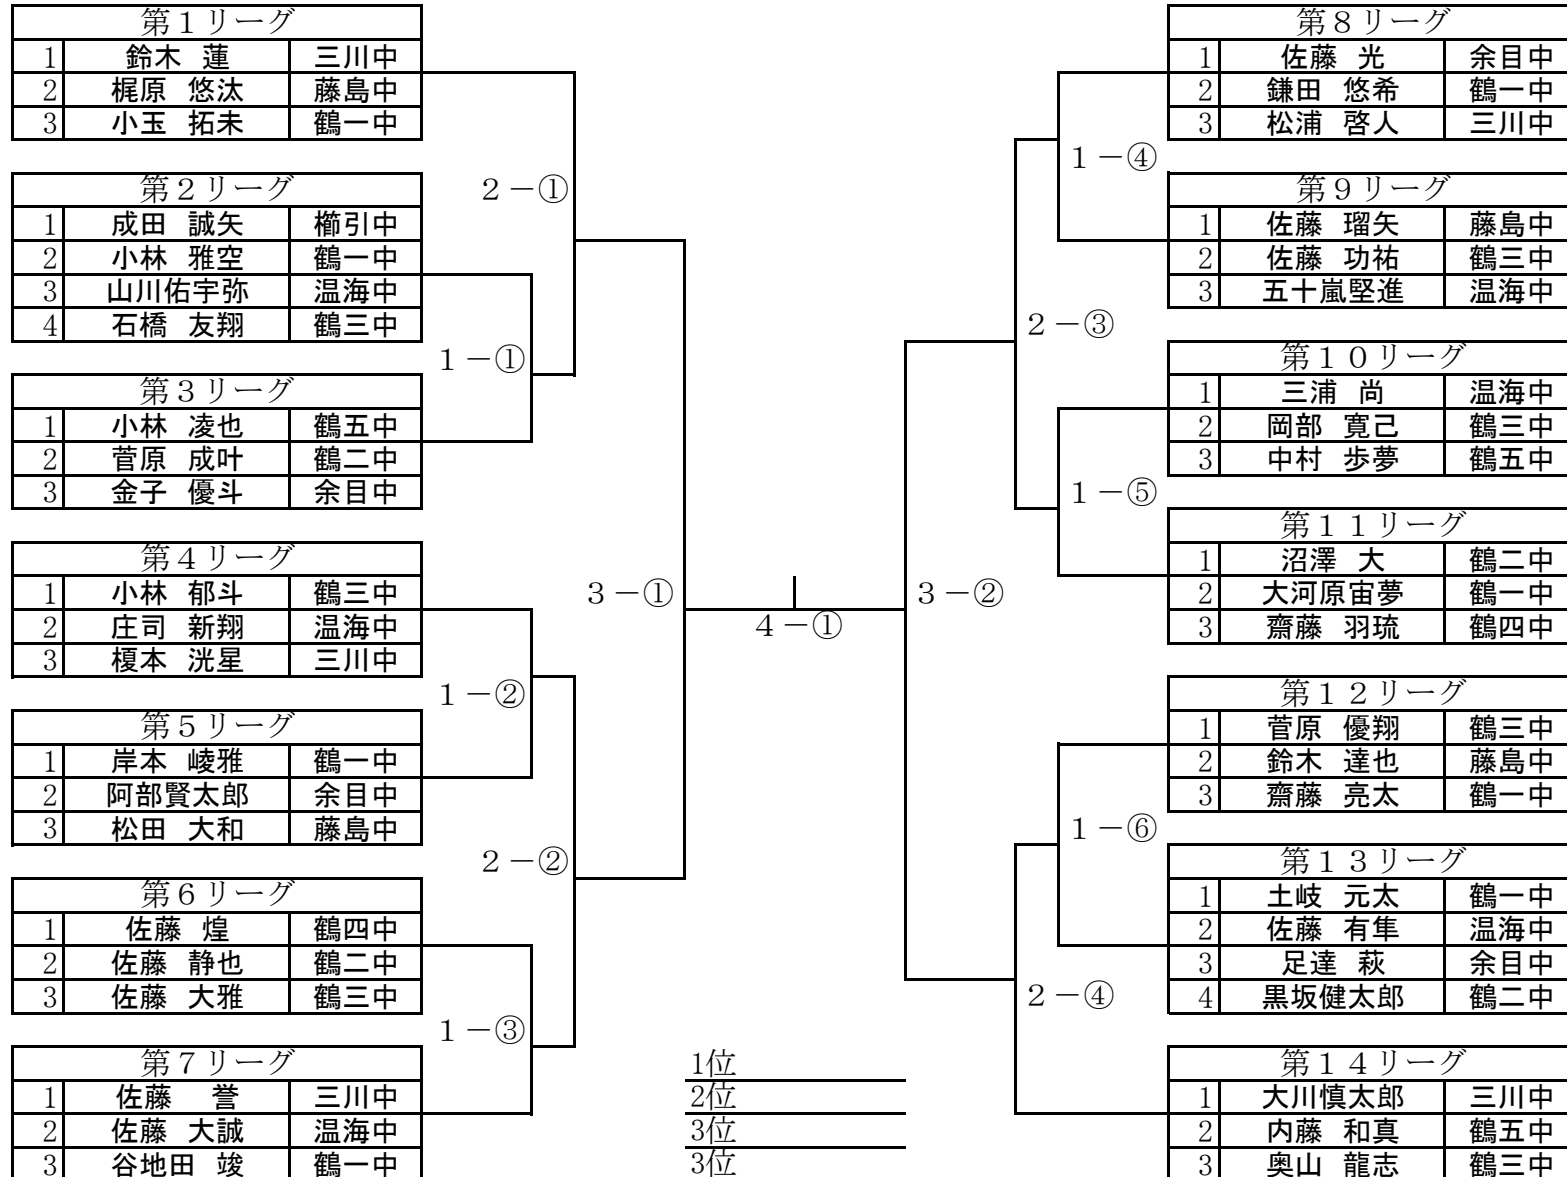 第１リーグ
1 鈴木 蓮 三川中
2 梶原 悠汰 藤島中
3 小玉 拓未 鶴一中
第２リーグ
1 成田 誠矢 櫛引中
2 小林 雅空 鶴一中
3 山川佑宇弥 温海中
4 石橋 友翔 鶴三中
第３リーグ
1 小林 凌也 鶴五中
2 菅原 成叶 鶴二中
3 金子 優斗 余目中
第４リーグ
1 小林 郁斗 鶴三中
2 庄司 新翔 温海中
3 榎本 洸星 三川中
第５リーグ
1 岸本 崚雅 鶴一中
2 阿部賢太郎 余目中
3 松田 大和 藤島中
第６リーグ
1 佐藤 煌 鶴四中
2 佐藤 静也 鶴二中
3 佐藤 大雅 鶴三中
第７リーグ
1 佐藤 誉 三川中
2 佐藤 大誠 温海中
3 谷地田 竣 鶴一中
２－①
１－①
１－②
２－②
１－③
３－①
４－①
３－②
1位
2位
3位
3位
１－④
２－③
１－⑤
１－⑥
２－④
第８リーグ
1 佐藤 光 余目中
2 鎌田 悠希 鶴一中
3 松浦 啓人 三川中
第９リーグ
1 佐藤 瑠矢 藤島中
2 佐藤 功祐 鶴三中
3 五十嵐堅進 温海中
第１０リーグ
1 三浦 尚 温海中
2 岡部 寛己 鶴三中
3 中村 歩夢 鶴五中
第１１リーグ
1 沼澤 大 鶴二中
2 大河原宙夢 鶴一中
3 齋藤 羽琉 鶴四中
第１２リーグ
1 菅原 優翔 鶴三中
2 鈴木 達也 藤島中
3 齋藤 亮太 鶴一中
第１３リーグ
1 土岐 元太 鶴一中
2 佐藤 有隼 温海中
3 足達 萩 余目中
4 黒坂健太郎 鶴二中
第１４リーグ
1 大川慎太郎 三川中
2 内藤 和真 鶴五中
3 奥山 龍志 鶴三中